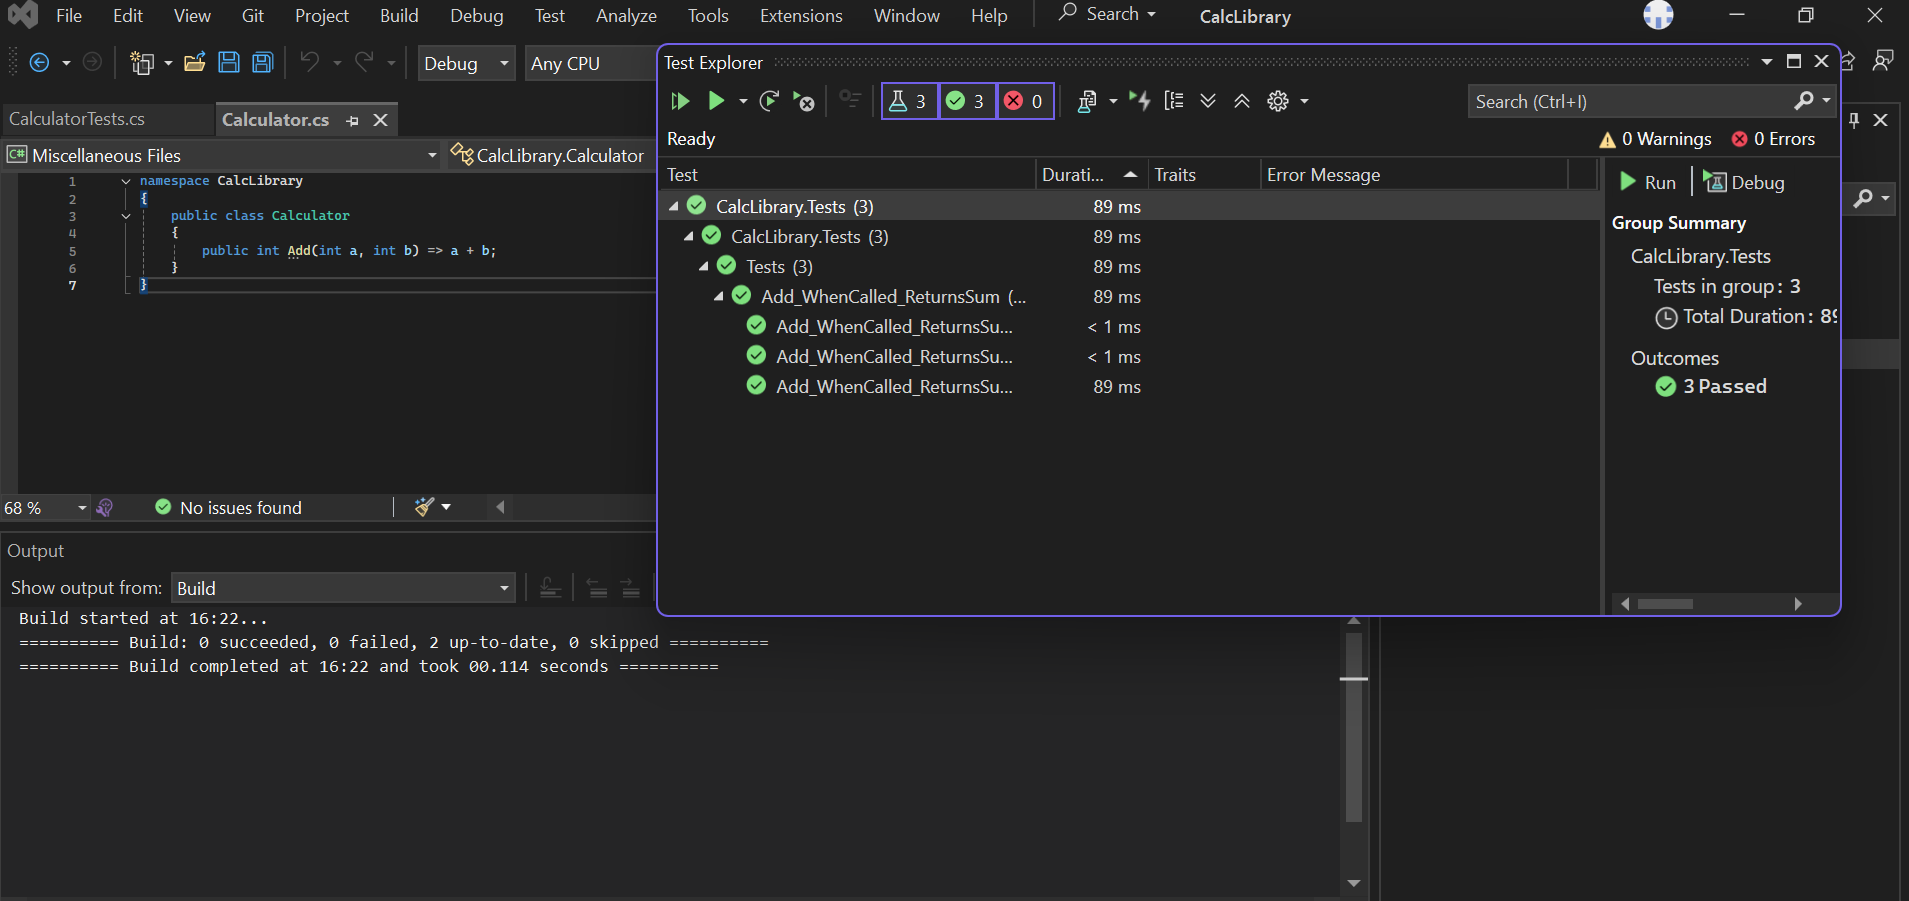 File Edit View Git Project Build Debug Test Analyze Tools Extensions Window Help Search CalcLibrary
Debug Any CPU
CalculatorTests.cs Calculator.cs
C# Miscellaneous Files CalcLibrary.Calculator
1 namespace CalcLibrary
2 {
3 public class Calculator
4 {
5 public int Add(int a, int b) => a + b;
6 }
7 }
68 % No issues found
Output
Show output from: Build
Build started at 16:22...
========== Build: 0 succeeded, 0 failed, 2 up-to-date, 0 skipped ==========
========== Build completed at 16:22 and took 00.114 seconds ==========
Test Explorer
3 3 0 Search (Ctrl+I)
Ready 0 Warnings 0 Errors
Test Durati... Traits Error Message
CalcLibrary.Tests (3) 89 ms
CalcLibrary.Tests (3) 89 ms
Tests (3) 89 ms
Add_WhenCalled_ReturnsSum (... 89 ms
Add_WhenCalled_ReturnsSu... < 1 ms
Add_WhenCalled_ReturnsSu... < 1 ms
Add_WhenCalled_ReturnsSu... 89 ms
Run Debug
Group Summary
CalcLibrary.Tests
Tests in group: 3
Total Duration: 89
Outcomes
3 Passed